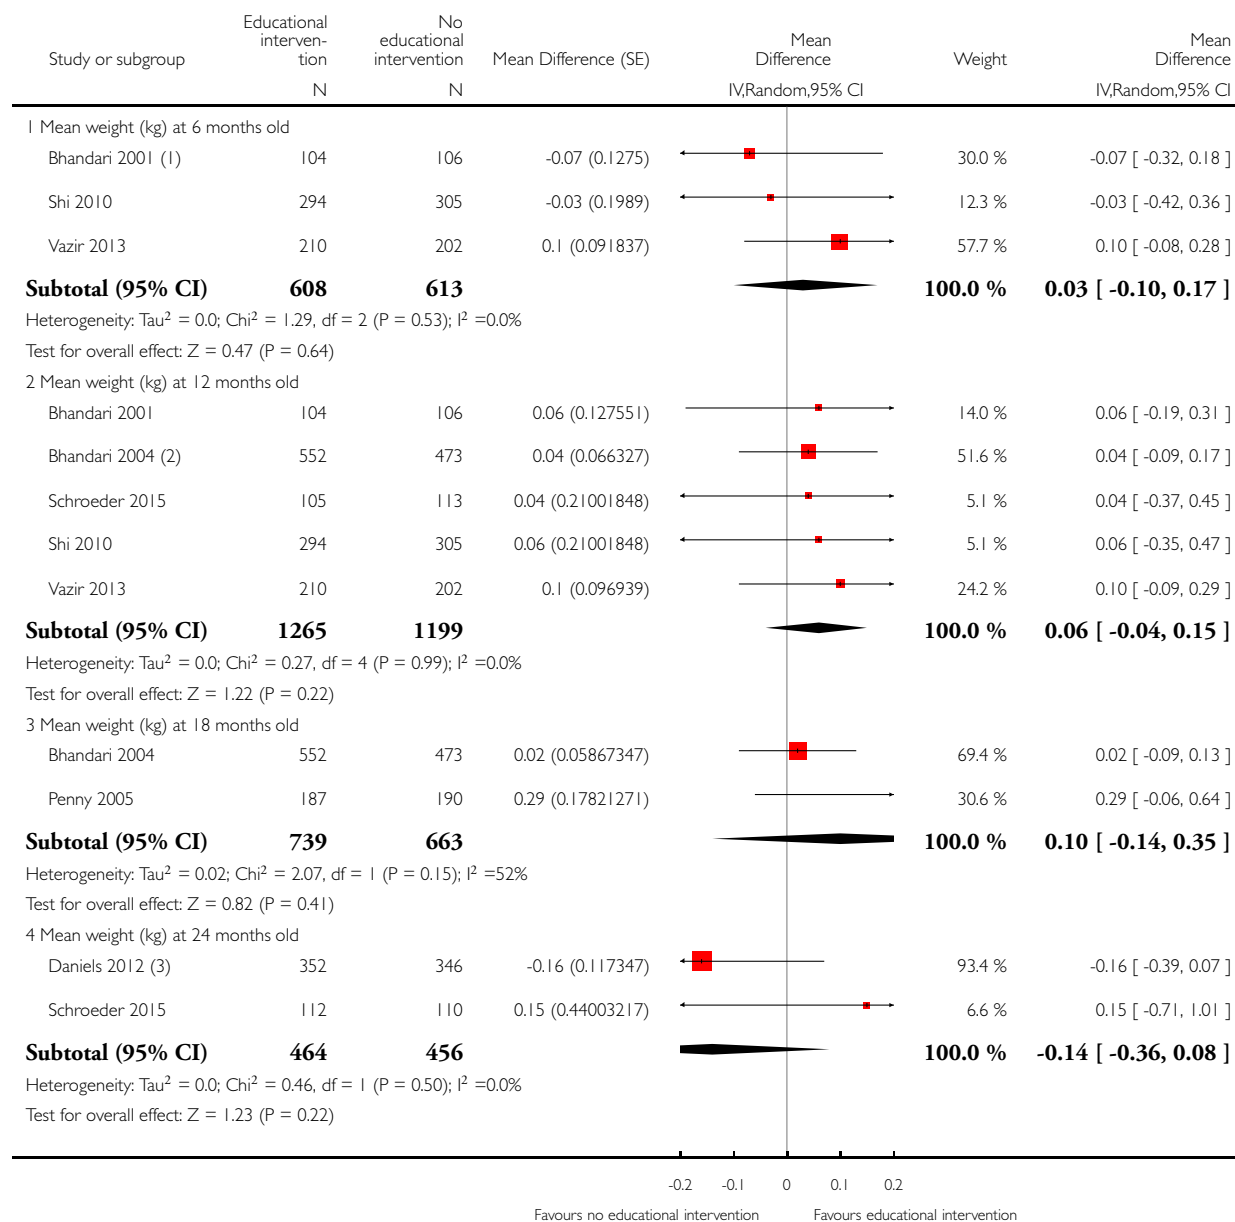 Study or subgroup Educational interven- tion No educational intervention Mean Difference (SE) Mean Difference Weight Mean Difference
N N IV,Random,95% CI IV,Random,95% CI
1 Mean weight (kg) at 6 months old
Bhandari 2001 (1) 104 106 -0.07 (0.1275) 30.0 % -0.07 [ -0.32, 0.18 ]
Shi 2010 294 305 -0.03 (0.1989) 12.3 % -0.03 [ -0.42, 0.36 ]
Vazir 2013 210 202 0.1 (0.091837) 57.7 % 0.10 [ -0.08, 0.28 ]
Subtotal (95% CI) 608 613 100.0 % 0.03 [ -0.10, 0.17 ]
Heterogeneity: Tau² = 0.0; Chi² = 1.29, df = 2 (P = 0.53); I² =0.0%
Test for overall effect: Z = 0.47 (P = 0.64)
2 Mean weight (kg) at 12 months old
Bhandari 2001 104 106 0.06 (0.127551) 14.0 % 0.06 [ -0.19, 0.31 ]
Bhandari 2004 (2) 552 473 0.04 (0.066327) 51.6 % 0.04 [ -0.09, 0.17 ]
Schroeder 2015 105 113 0.04 (0.21001848) 5.1 % 0.04 [ -0.37, 0.45 ]
Shi 2010 294 305 0.06 (0.21001848) 5.1 % 0.06 [ -0.35, 0.47 ]
Vazir 2013 210 202 0.1 (0.096939) 24.2 % 0.10 [ -0.09, 0.29 ]
Subtotal (95% CI) 1265 1199 100.0 % 0.06 [ -0.04, 0.15 ]
Heterogeneity: Tau² = 0.0; Chi² = 0.27, df = 4 (P = 0.99); I² =0.0%
Test for overall effect: Z = 1.22 (P = 0.22)
3 Mean weight (kg) at 18 months old
Bhandari 2004 552 473 0.02 (0.05867347) 69.4 % 0.02 [ -0.09, 0.13 ]
Penny 2005 187 190 0.29 (0.17821271) 30.6 % 0.29 [ -0.06, 0.64 ]
Subtotal (95% CI) 739 663 100.0 % 0.10 [ -0.14, 0.35 ]
Heterogeneity: Tau² = 0.02; Chi² = 2.07, df = 1 (P = 0.15); I² =52%
Test for overall effect: Z = 0.82 (P = 0.41)
4 Mean weight (kg) at 24 months old
Daniels 2012 (3) 352 346 -0.16 (0.117347) 93.4 % -0.16 [ -0.39, 0.07 ]
Schroeder 2015 112 110 0.15 (0.44003217) 6.6 % 0.15 [ -0.71, 1.01 ]
Subtotal (95% CI) 464 456 100.0 % -0.14 [ -0.36, 0.08 ]
Heterogeneity: Tau² = 0.0; Chi² = 0.46, df = 1 (P = 0.50); I² =0.0%
Test for overall effect: Z = 1.23 (P = 0.22)
-0.2 -0.1 0 0.1 0.2
Favours no educational intervention Favours educational intervention